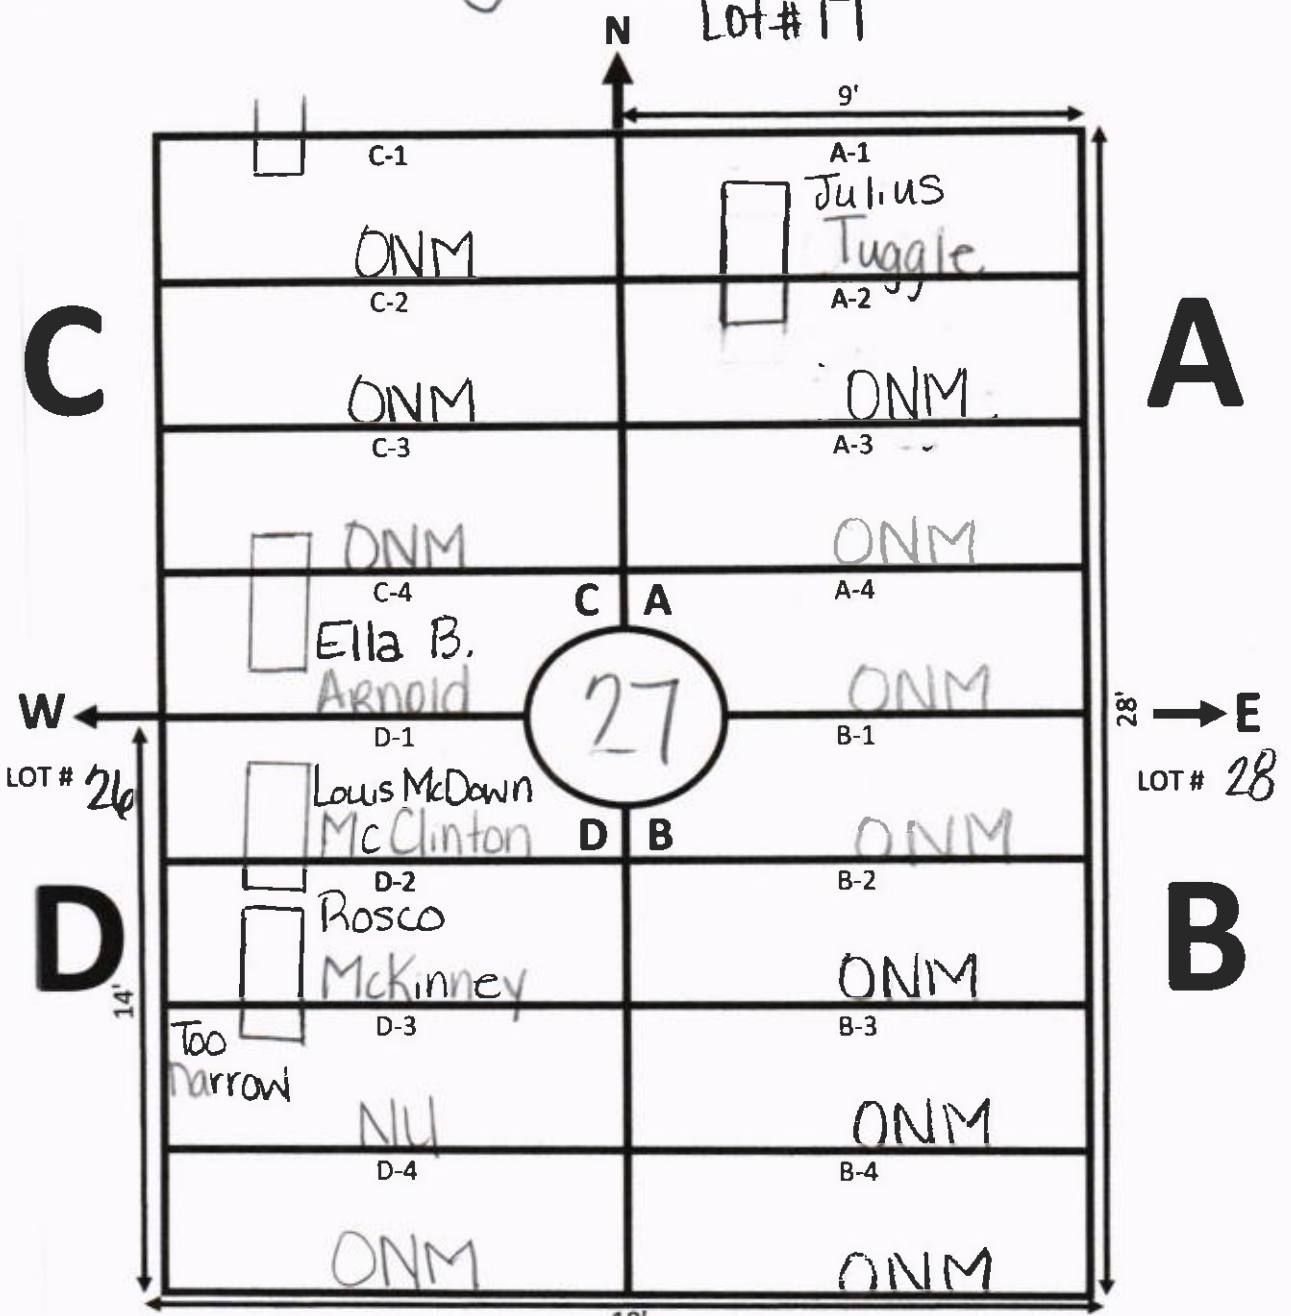 Lot# 17
N
9'
C-1
A-1
Julius
Tuggle
ONM
C-2
A-2
C
A
ONM
ONM
C-3
A-3
ONM
ONM
C-4
A-4
C A
Ella B.
Arnold
ONM
27
W
E
28'
D-1
B-1
LOT # 26
LOT # 28
Louis McDown
McClinton
ONM
D B
D-2
B-2
Rosco
McKinney
ONM
D
B
14'
D-3
B-3
Too
narrow
NU
ONM
D-4
B-4
ONM
ONM